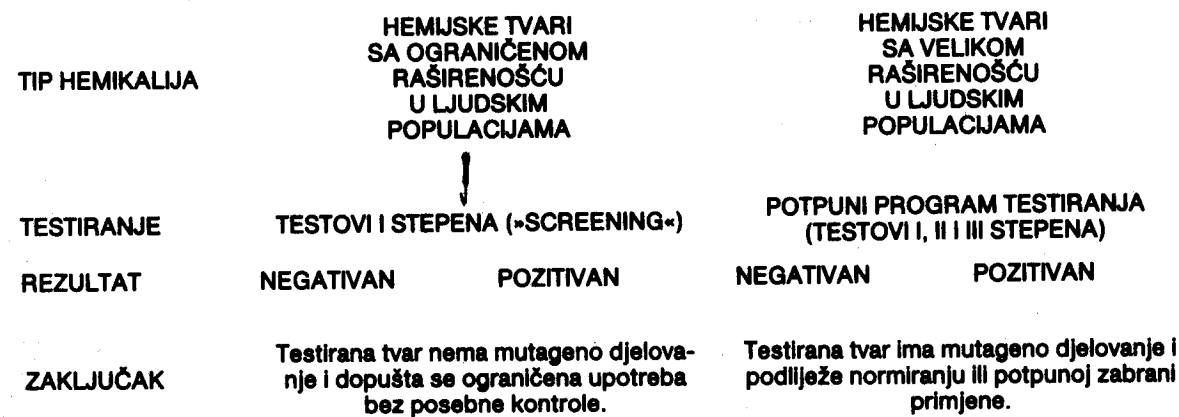 TIP HEMIKALIJA
HEMIJSKE TVARI
SA OGRANIČENOM
RAŠIRENOŠĆU
U LJUDSKIM
POPULACIJAMA
HEMIJSKE TVARI
SA VELIKOM
RAŠIRENOŠĆU
U LJUDSKIM
POPULACIJAMA
TESTIRANJE
TESTOVI I STEPENA (»SCREENING«)
POTPUNI PROGRAM TESTIRANJA
(TESTOVI I, II I III STEPENA)
REZULTAT
NEGATIVAN
POZITIVAN
NEGATIVAN
POZITIVAN
ZAKLJUČAK
Testirana tvar nema mutageno djelova-
nje i dopušta se ograničena upotreba
bez posebne kontrole.
Testirana tvar ima mutageno djelovanje i
podliježe normiranju ili potpunoj zabrani
primjene.